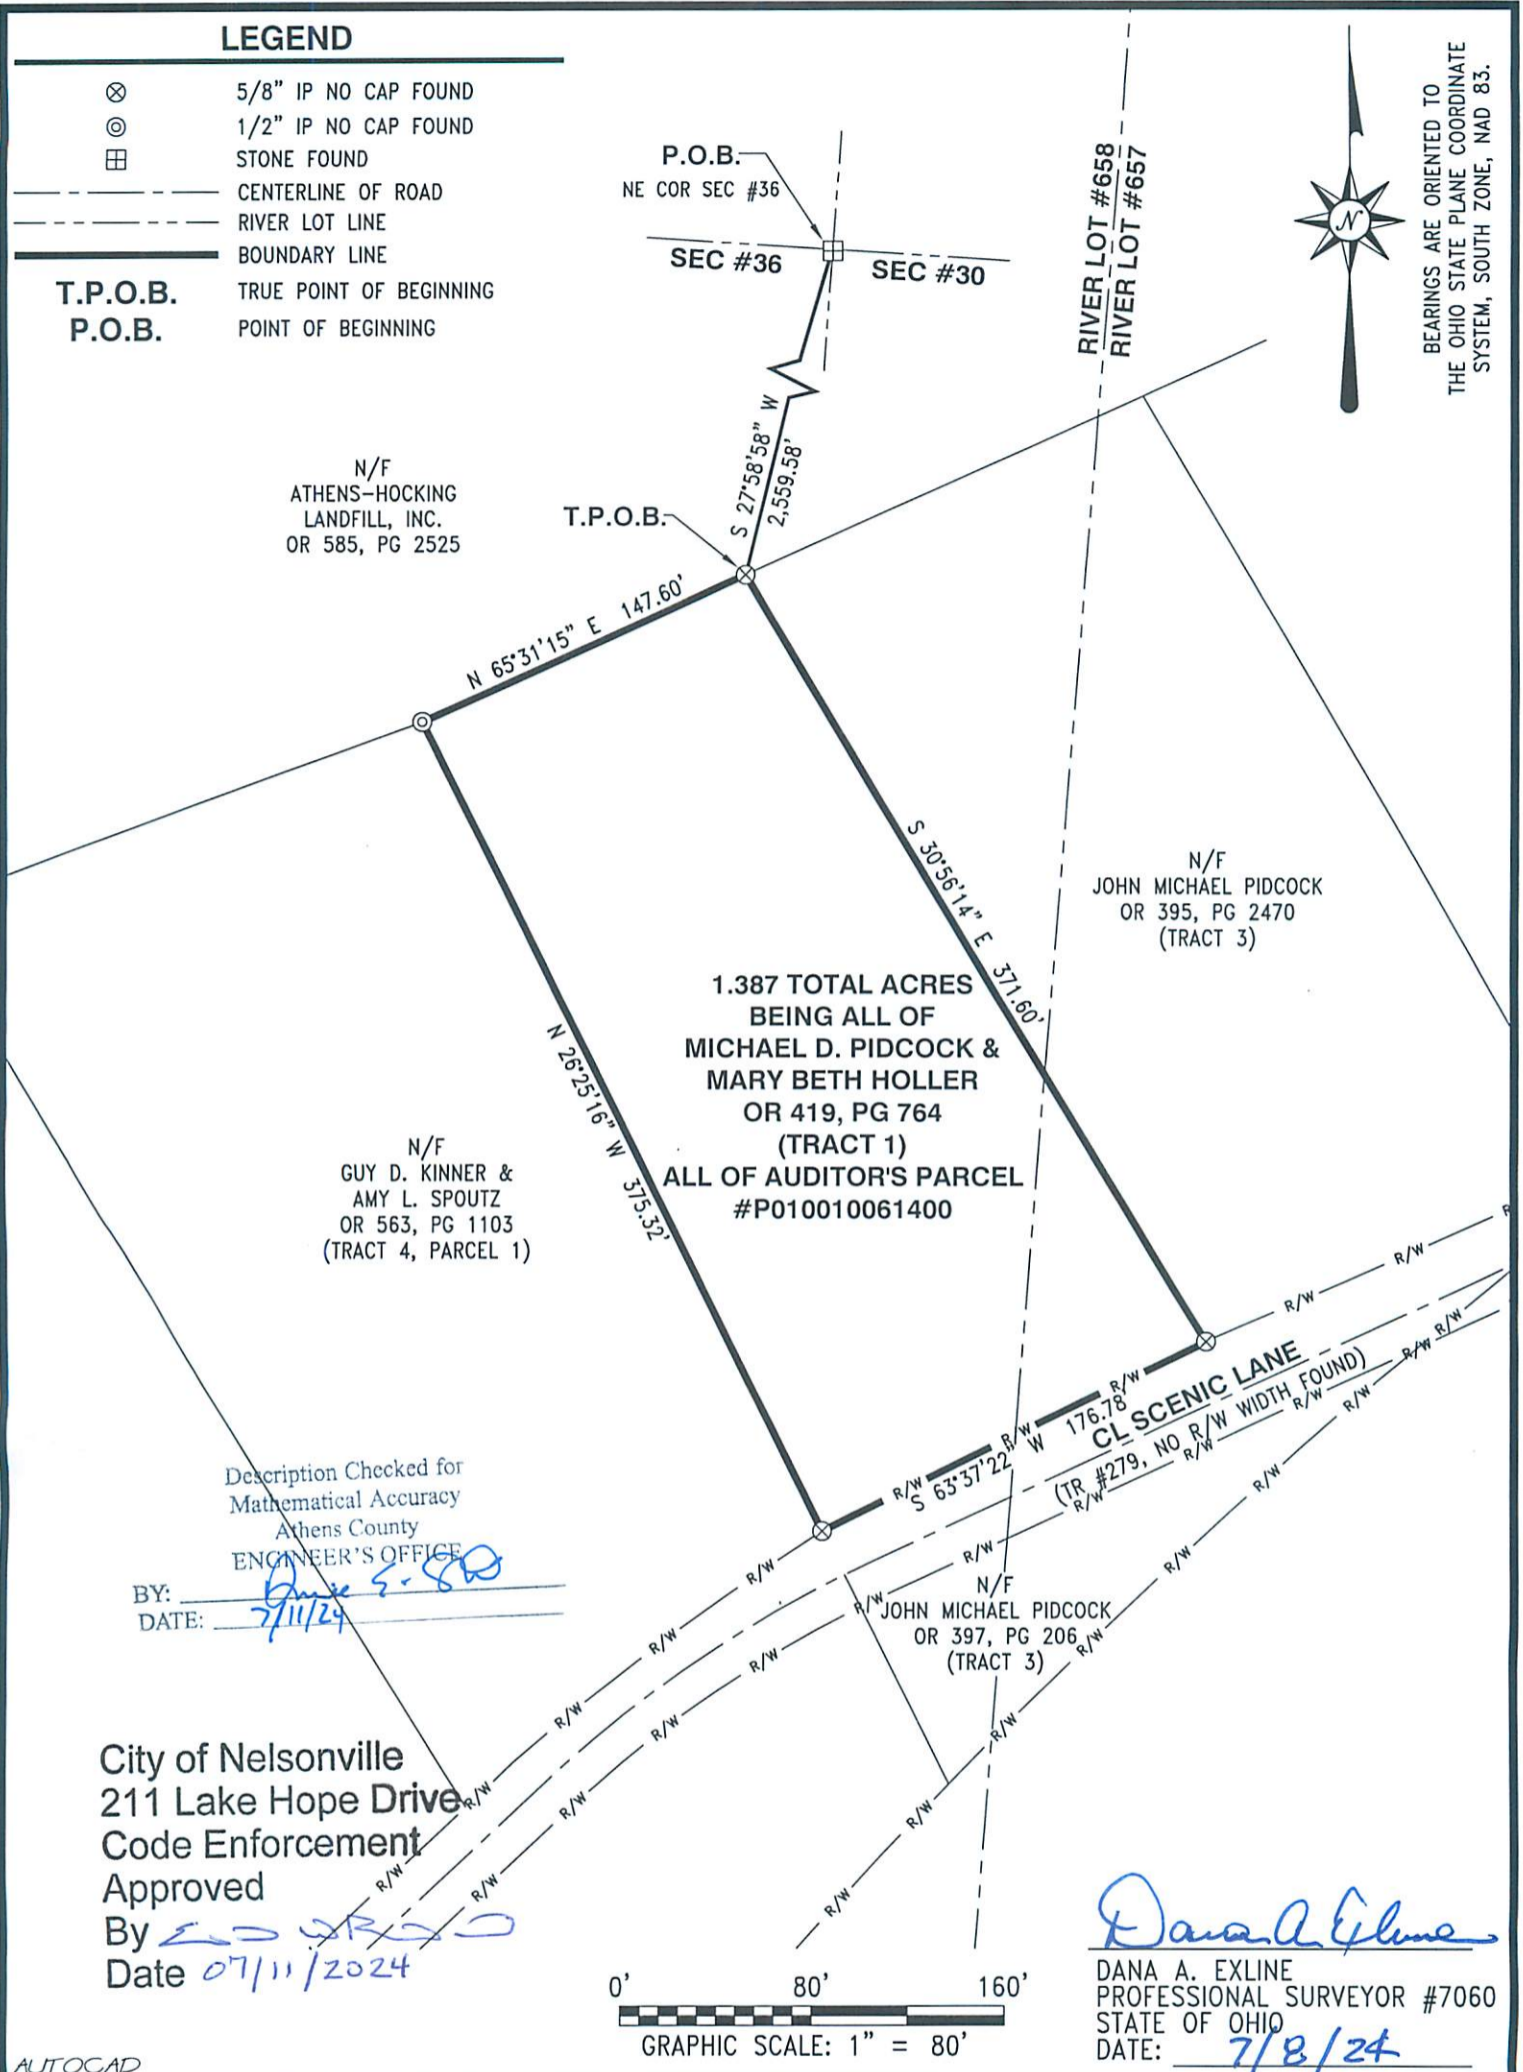 LEGEND
5/8" IP NO CAP FOUND
1/2" IP NO CAP FOUND
STONE FOUND
CENTERLINE OF ROAD
RIVER LOT LINE
BOUNDARY LINE
T.P.O.B. TRUE POINT OF BEGINNING
P.O.B. POINT OF BEGINNING
P.O.B.
NE COR SEC #36
SEC #36
SEC #30
RIVER LOT #658
RIVER LOT #657
N
BEARINGS ARE ORIENTED TO
THE OHIO STATE PLANE COORDINATE
SYSTEM, SOUTH ZONE, NAD 83.
S 27°58'58" W
2,559.58'
N/F
ATHENS-HOCKING
LANDFILL, INC.
OR 585, PG 2525
T.P.O.B.
N 65°31'15" E 147.60'
S 30°56'14" E 371.60'
N/F
JOHN MICHAEL PIDCOCK
OR 395, PG 2470
(TRACT 3)
1.387 TOTAL ACRES
BEING ALL OF
MICHAEL D. PIDCOCK &
MARY BETH HOLLER
OR 419, PG 764
(TRACT 1)
ALL OF AUDITOR'S PARCEL
#P010010061400
N 26°25'16" W 375.32'
N/F
GUY D. KINNER &
AMY L. SPOUTZ
OR 563, PG 1103
(TRACT 4, PARCEL 1)
R/W R/W R/W
S 63°37'22" W 176.78'
R/W R/W R/W
CL SCENIC LANE
(TR #279, NO R/W WIDTH FOUND)
R/W R/W R/W R/W R/W
R/W R/W R/W R/W
R/W R/W R/W R/W R/W
R/W R/W R/W R/W R/W R/W
R/W R/W R/W
N/F
JOHN MICHAEL PIDCOCK
OR 397, PG 206
(TRACT 3)
Description Checked for
Mathematical Accuracy
Athens County
ENGINEER'S OFFICE
BY:
DATE: 7/11/24
City of Nelsonville
211 Lake Hope Drive
Code Enforcement
Approved
By
Date 07/11/2024
0' 80' 160'
GRAPHIC SCALE: 1" = 80'
Dana A. Exline
DANA A. EXLINE
PROFESSIONAL SURVEYOR #7060
STATE OF OHIO
DATE: 7/8/24
AUTOCAD